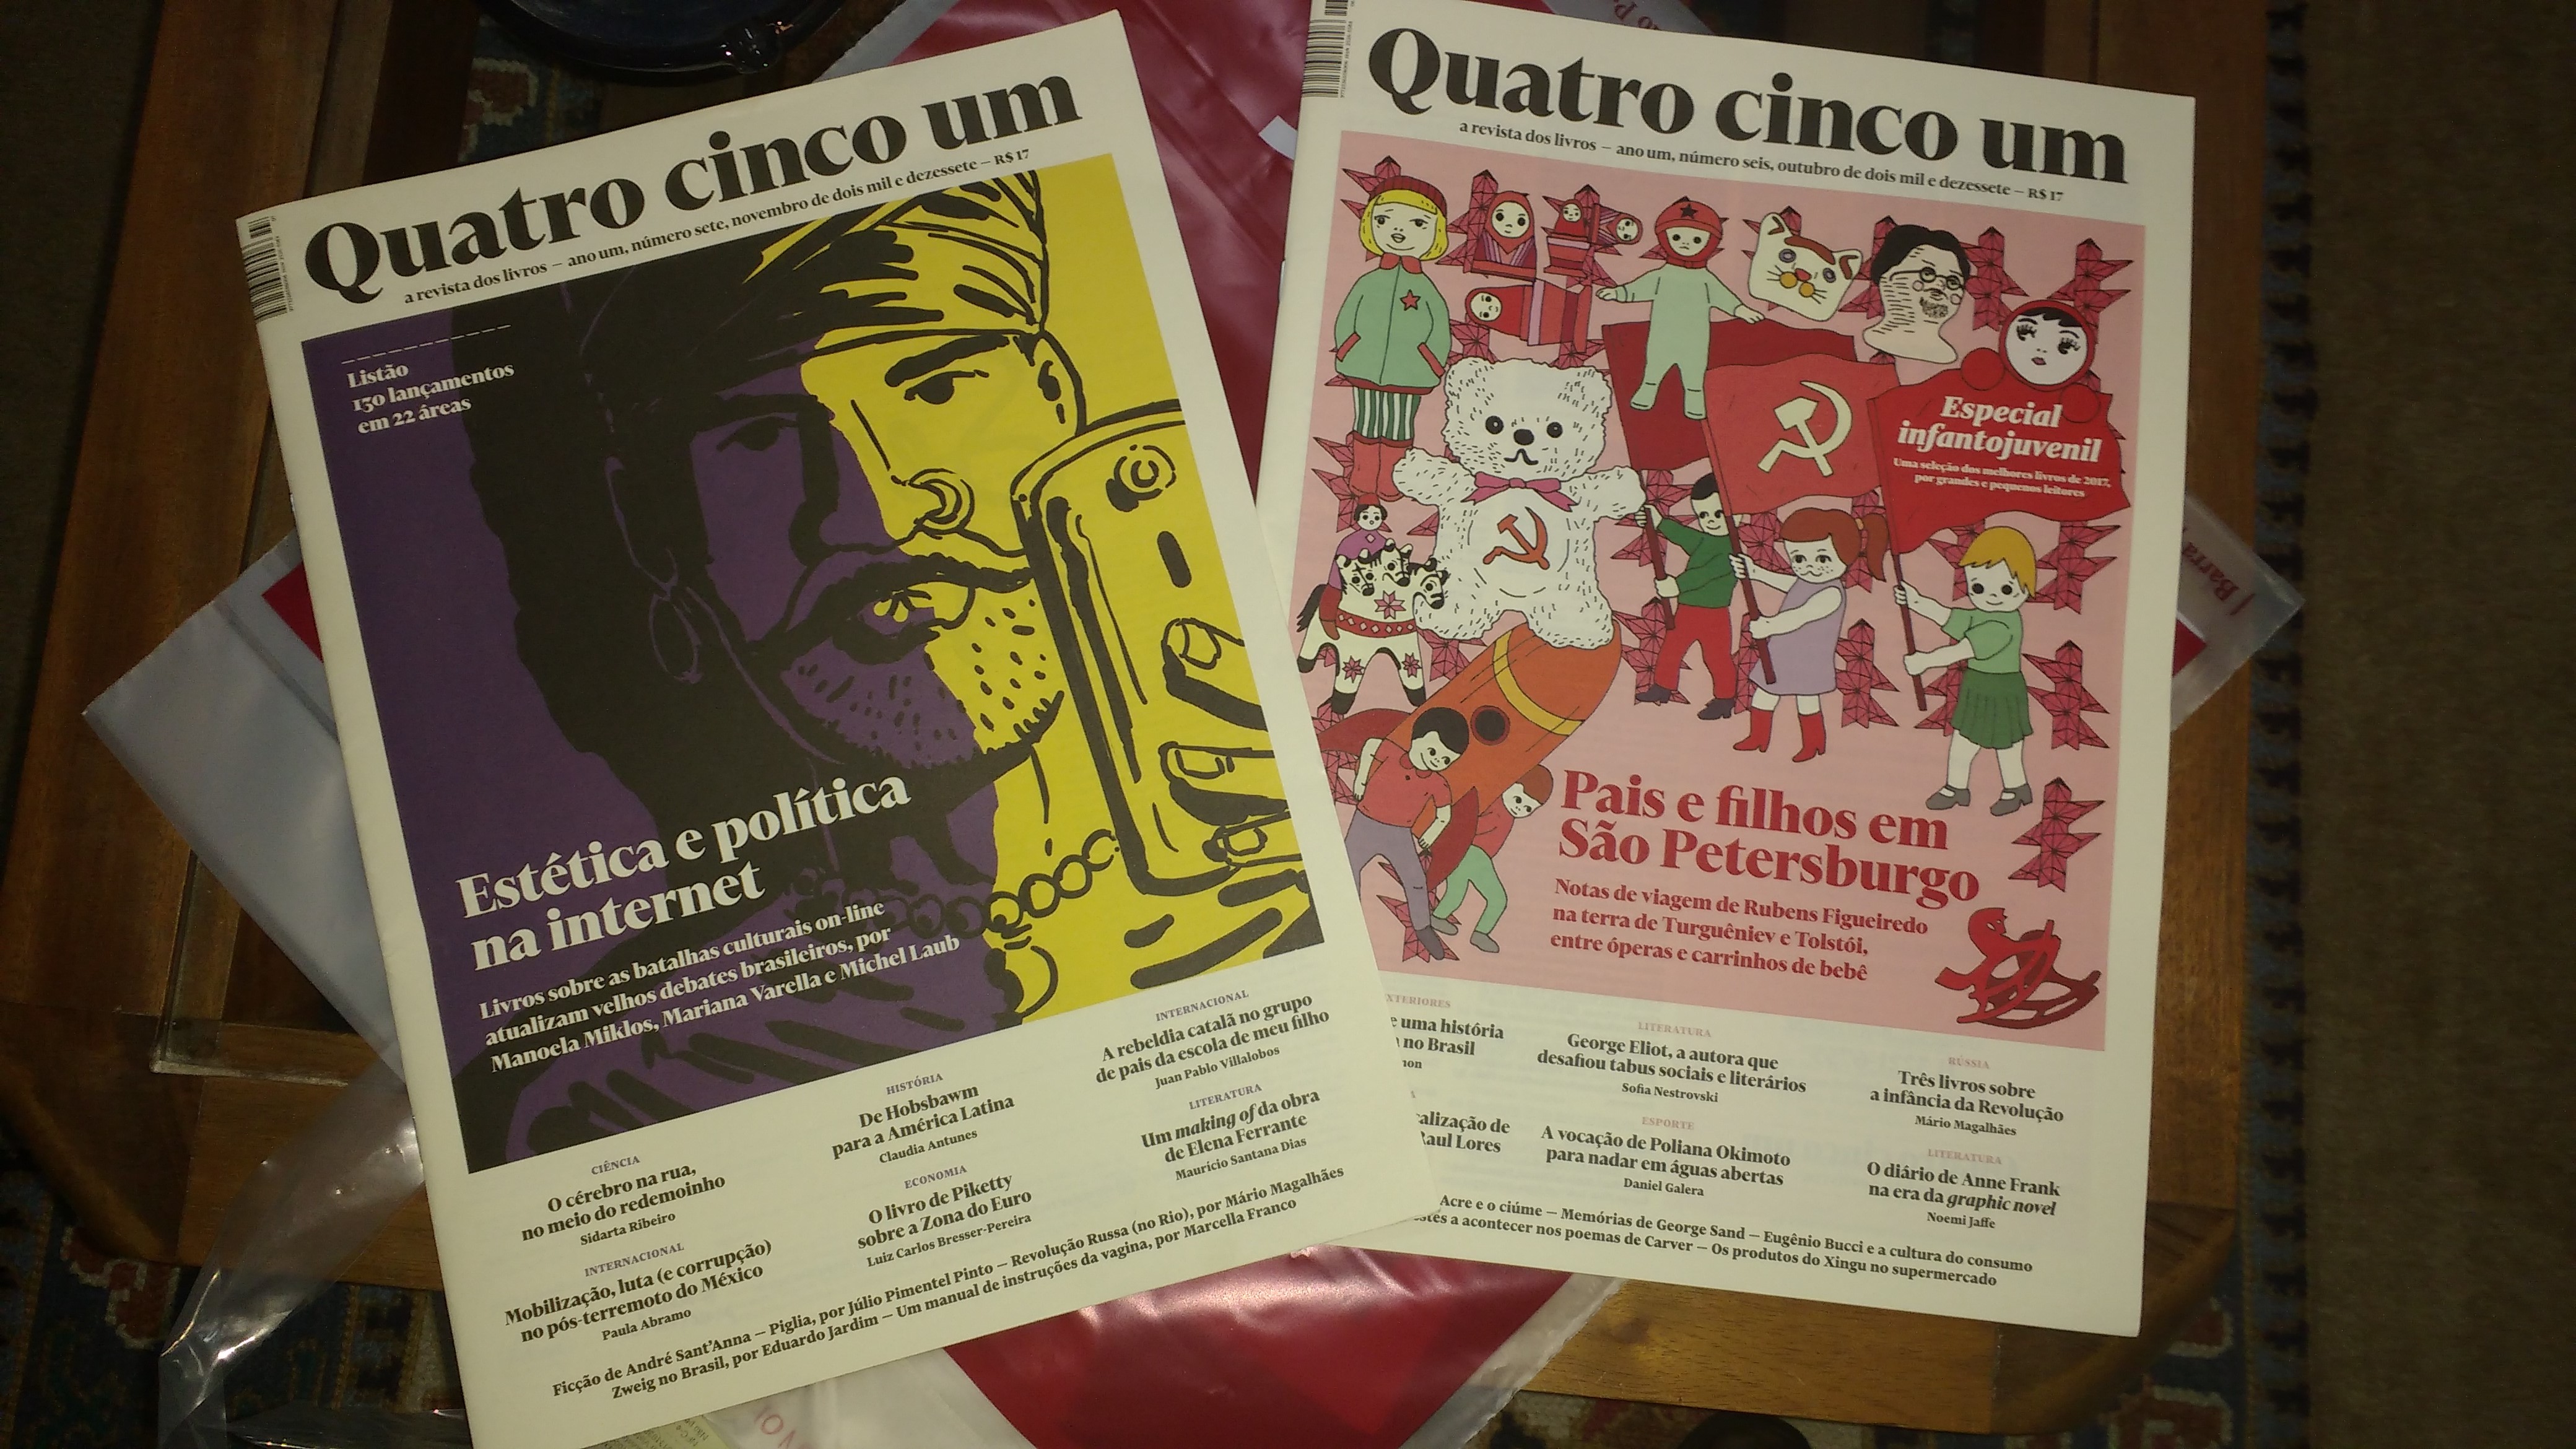 Quatro cinco um
a revista dos livros – ano um, número sete, novembro de dois mil e dezessete – R$ 17
Listão
130 lançamentos
em 22 áreas
Estética e política
na internet
Livros sobre as batalhas culturais on-line
atualizam velhos debates brasileiros, por
Manoela Miklos, Mariana Varella e Michel Laub
CIÊNCIA
O cérebro na rua,
no meio do redemoinho
Sidarta Ribeiro
INTERNACIONAL
Mobilização, luta (e corrupção)
no pós-terremoto do México
Paula Abramo
HISTÓRIA
De Hobsbawm
para a América Latina
Claudia Antunes
ECONOMIA
O livro de Piketty
sobre a Zona do Euro
Luiz Carlos Bresser-Pereira
INTERNACIONAL
A rebeldia catalã no grupo
de pais da escola de meu filho
Juan Pablo Villalobos
LITERATURA
Um making of da obra
de Elena Ferrante
Maurício Santana Dias
Ficção de André Sant'Anna – Piglia, por Júlio Pimentel Pinto – Revolução Russa (no Rio), por Mário Magalhães
Zweig no Brasil, por Eduardo Jardim – Um manual de instruções da vagina, por Marcella Franco
Quatro cinco um
a revista dos livros – ano um, número seis, outubro de dois mil e dezessete – R$ 17
Especial
infantojuvenil
Uma seleção dos melhores livros de 2017,
por grandes e pequenos leitores
Pais e filhos em
São Petersburgo
Notas de viagem de Rubens Figueiredo
na terra de Turguêniev e Tolstói,
entre óperas e carrinhos de bebê
XTERIORES
e uma história
no Brasil
non
alização de
Raul Lores
LITERATURA
George Eliot, a autora que
desafiou tabus sociais e literários
Sofia Nestrovski
ESPORTE
A vocação de Poliana Okimoto
para nadar em águas abertas
Daniel Galera
RÚSSIA
Três livros sobre
a infância da Revolução
Mário Magalhães
LITERATURA
O diário de Anne Frank
na era da graphic novel
Noemi Jaffe
Acre e o ciúme – Memórias de George Sand – Eugênio Bucci e a cultura do consumo
a acontecer nos poemas de Carver – Os produtos do Xingu no supermercado
| Barra